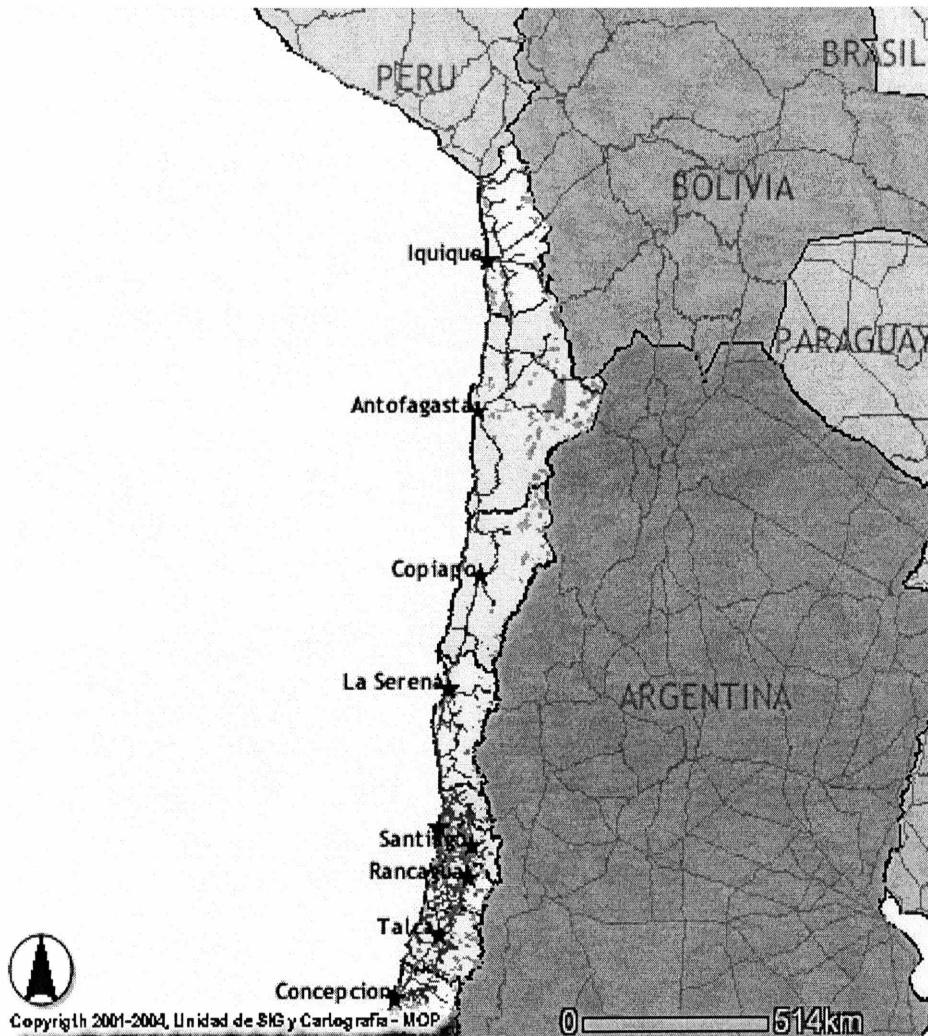 BRASIL
PERU
BOLIVIA
Iquique
PARAGUAY
Antofagasta
Copiapo
La Serena
ARGENTINA
Santiago
Rancagua
Talca
Concepcion
Copyrigth 2001-2004, Unidad de SIG y Cartografia - MOP
0 514km